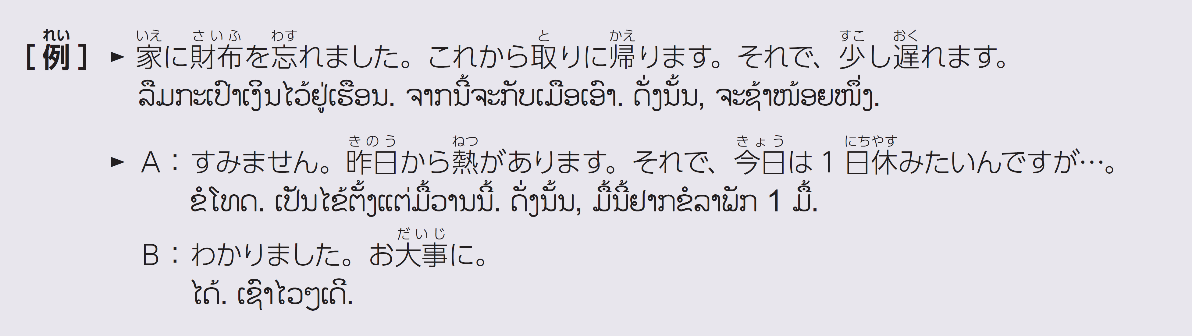 [例] ► 家に財布を忘れました。これから取りに帰ります。それで、少し遅れます。
ລືມກະເປົາເງິນໄວ້ຢູ່ເຮືອນ. ຈາກນີ້ຈະກັບເມືອເອົາ. ດັ່ງນັ້ນ, ຈະຊ້າໜ້ອຍໜຶ່ງ.
► A：すみません。昨日から熱があります。それで、今日は1日休みたいんですが…。
ຂໍໂທດ. ເປັນໄຂ້ຕັ້ງແຕ່ມື້ວານນີ້. ດັ່ງນັ້ນ, ມື້ນີ້ຢາກຂໍລາພັກ 1 ມື້.
B：わかりました。お大事に。
ໄດ້. ເຊົາໄວໆເດີ.